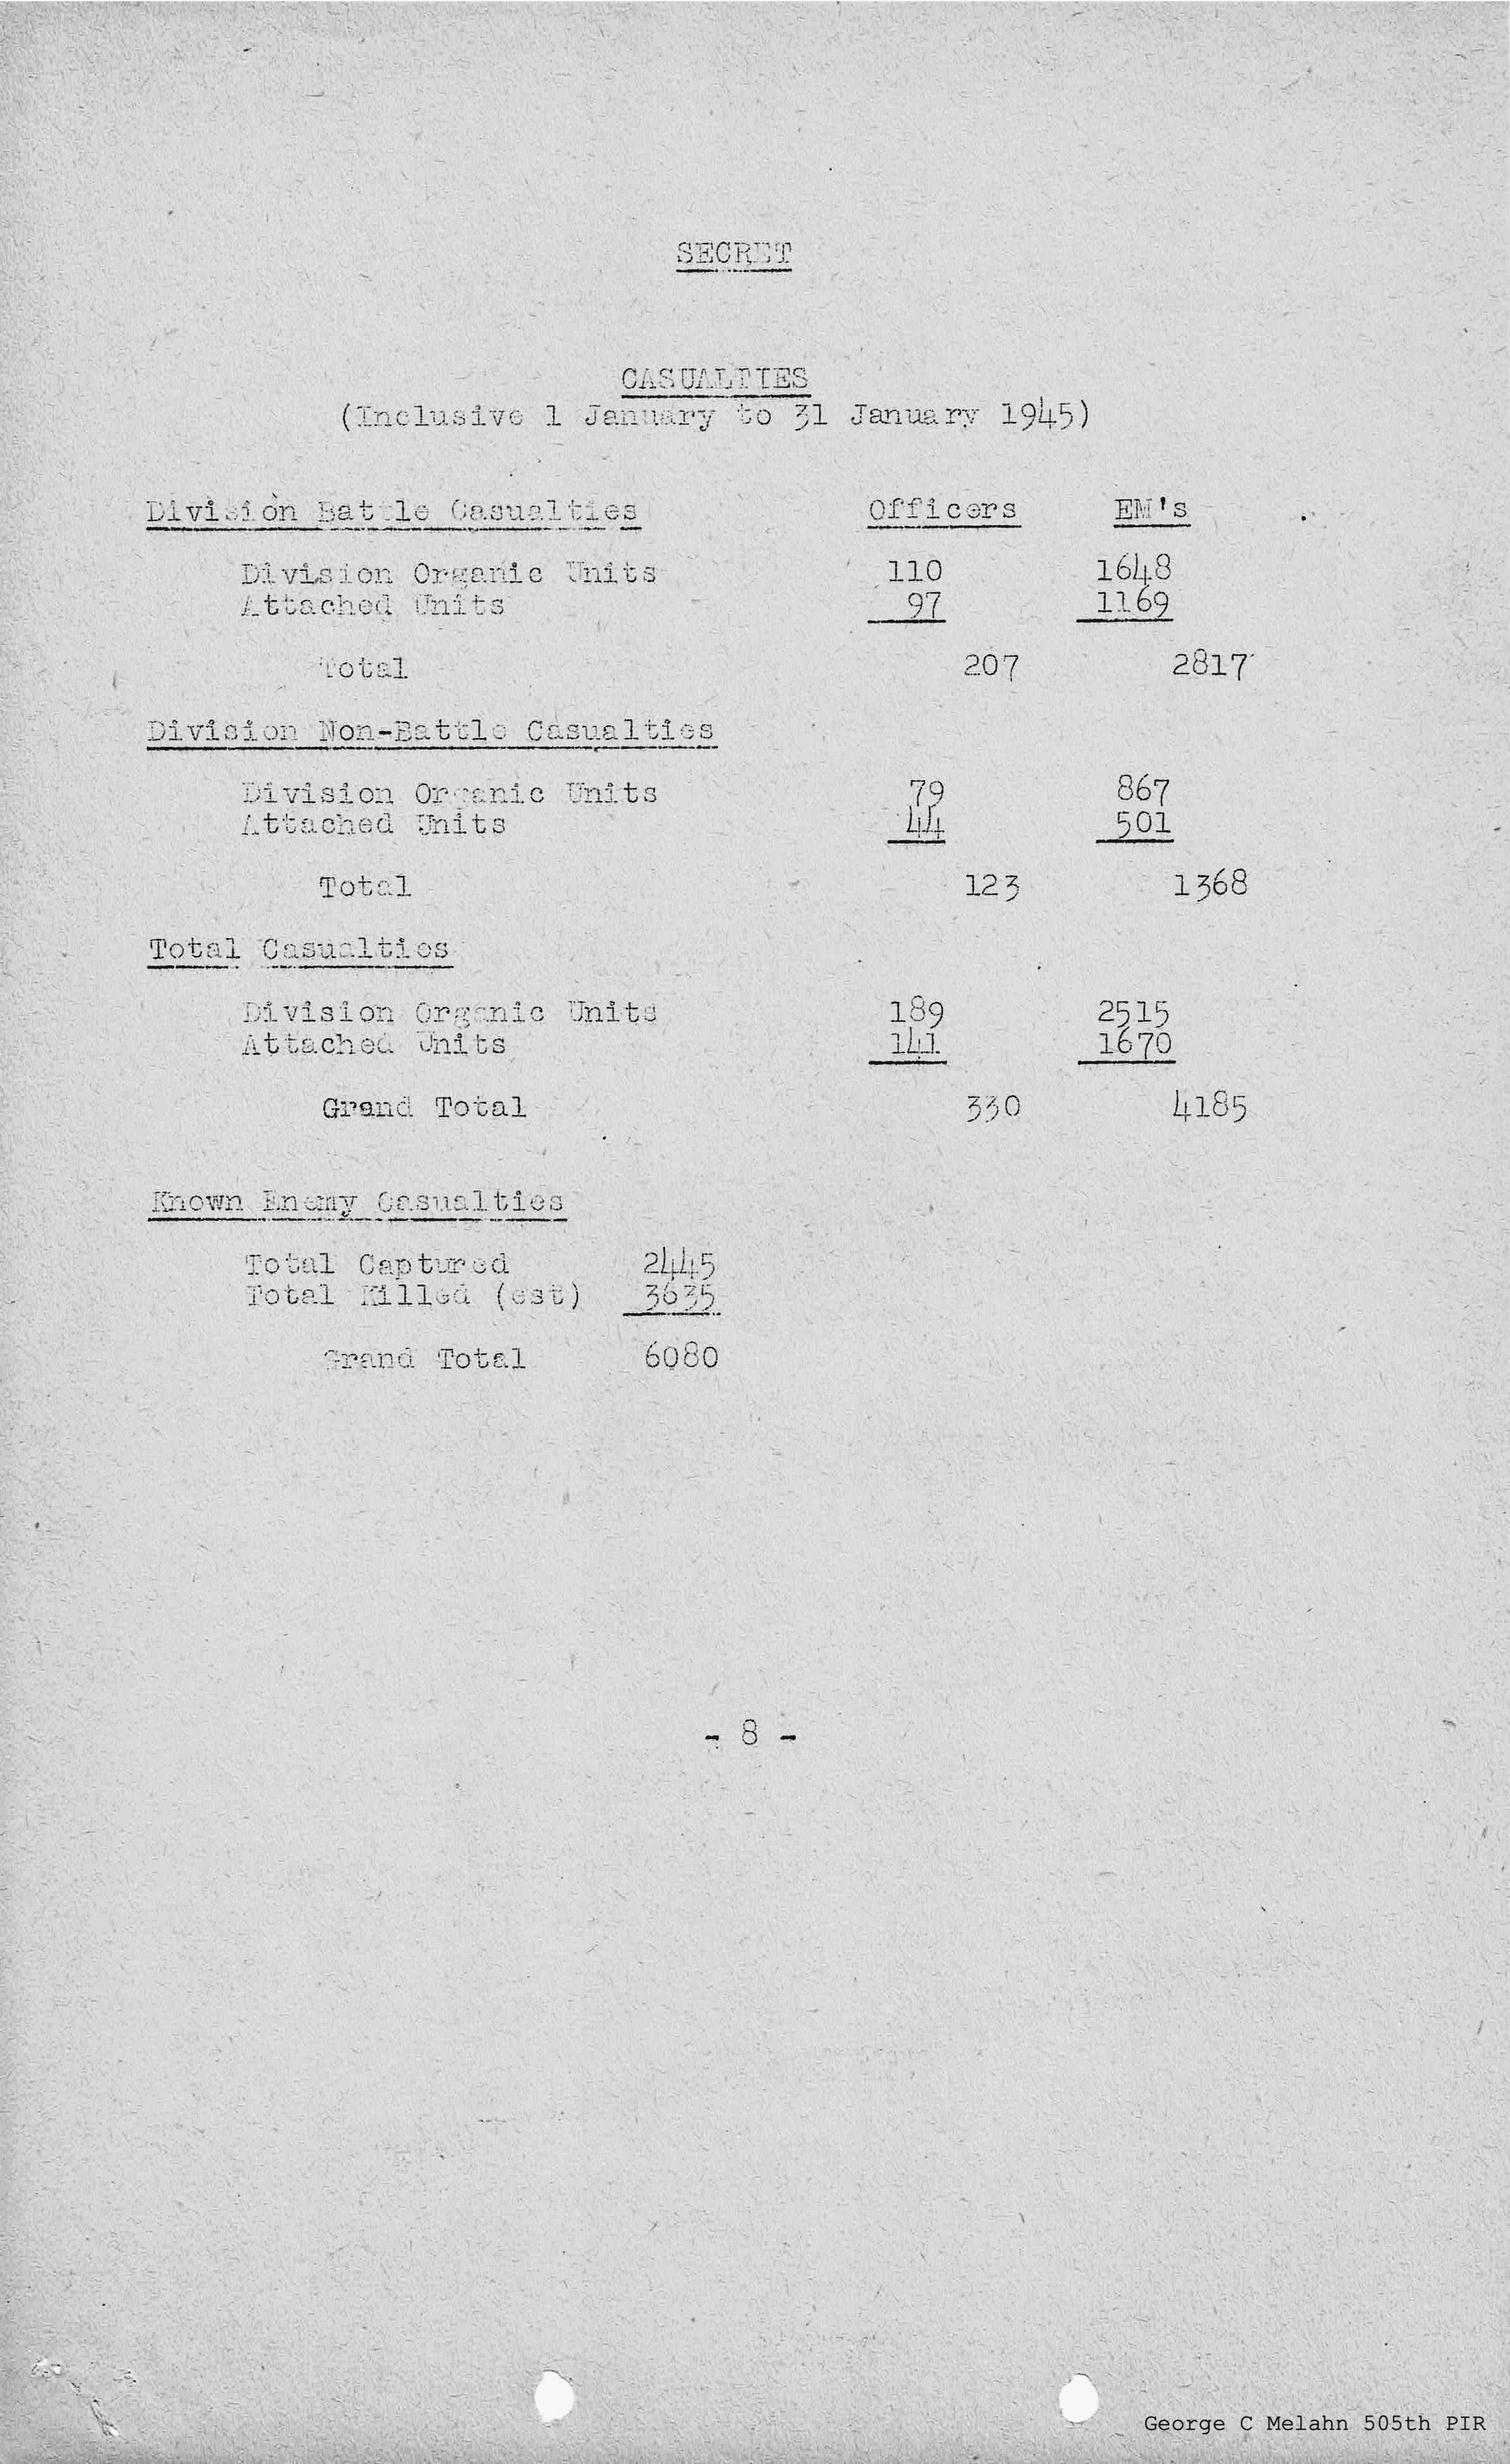 SECRET
CASUALTIES
(Inclusive 1 January to 31 January 1945)
Division Battle Casualties Officers EM's
Division Organic Units 110 1648
Attached Units 97 1169
Total 207 2817
Division Non-Battle Casualties
Division Organic Units 79 867
Attached Units 44 501
Total 123 1368
Total Casualties
Division Organic Units 189 2515
Attached Units 141 1670
Grand Total 330 4185
Known Enemy Casualties
Total Captured 2445
Total Killed (est) 3635
Grand Total 6080
- 8 -
George C Melahn 505th PIR